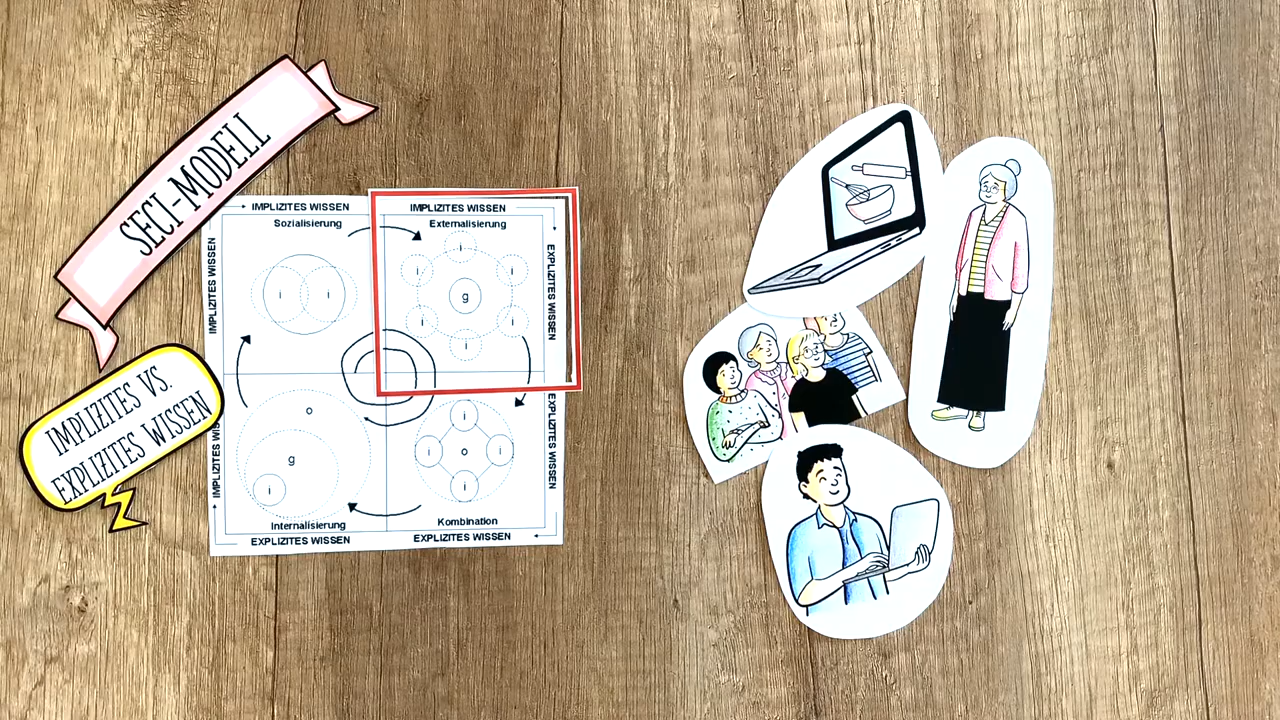 SECI-MODELL
IMPLIZITES VS.
EXPLIZITES WISSEN
IMPLIZITES WISSEN
IMPLIZITES WISSEN
Sozialisierung
Externalisierung
IMPLIZITES WISSEN
EXPLIZITES WISSEN
i
i
i
i
i
g
i
i
i
i
o
g
i
i
i
o
i
i
IMPLIZITES WIS
EXPLIZITES WISSEN
Internalisierung
Kombination
EXPLIZITES WISSEN
EXPLIZITES WISSEN